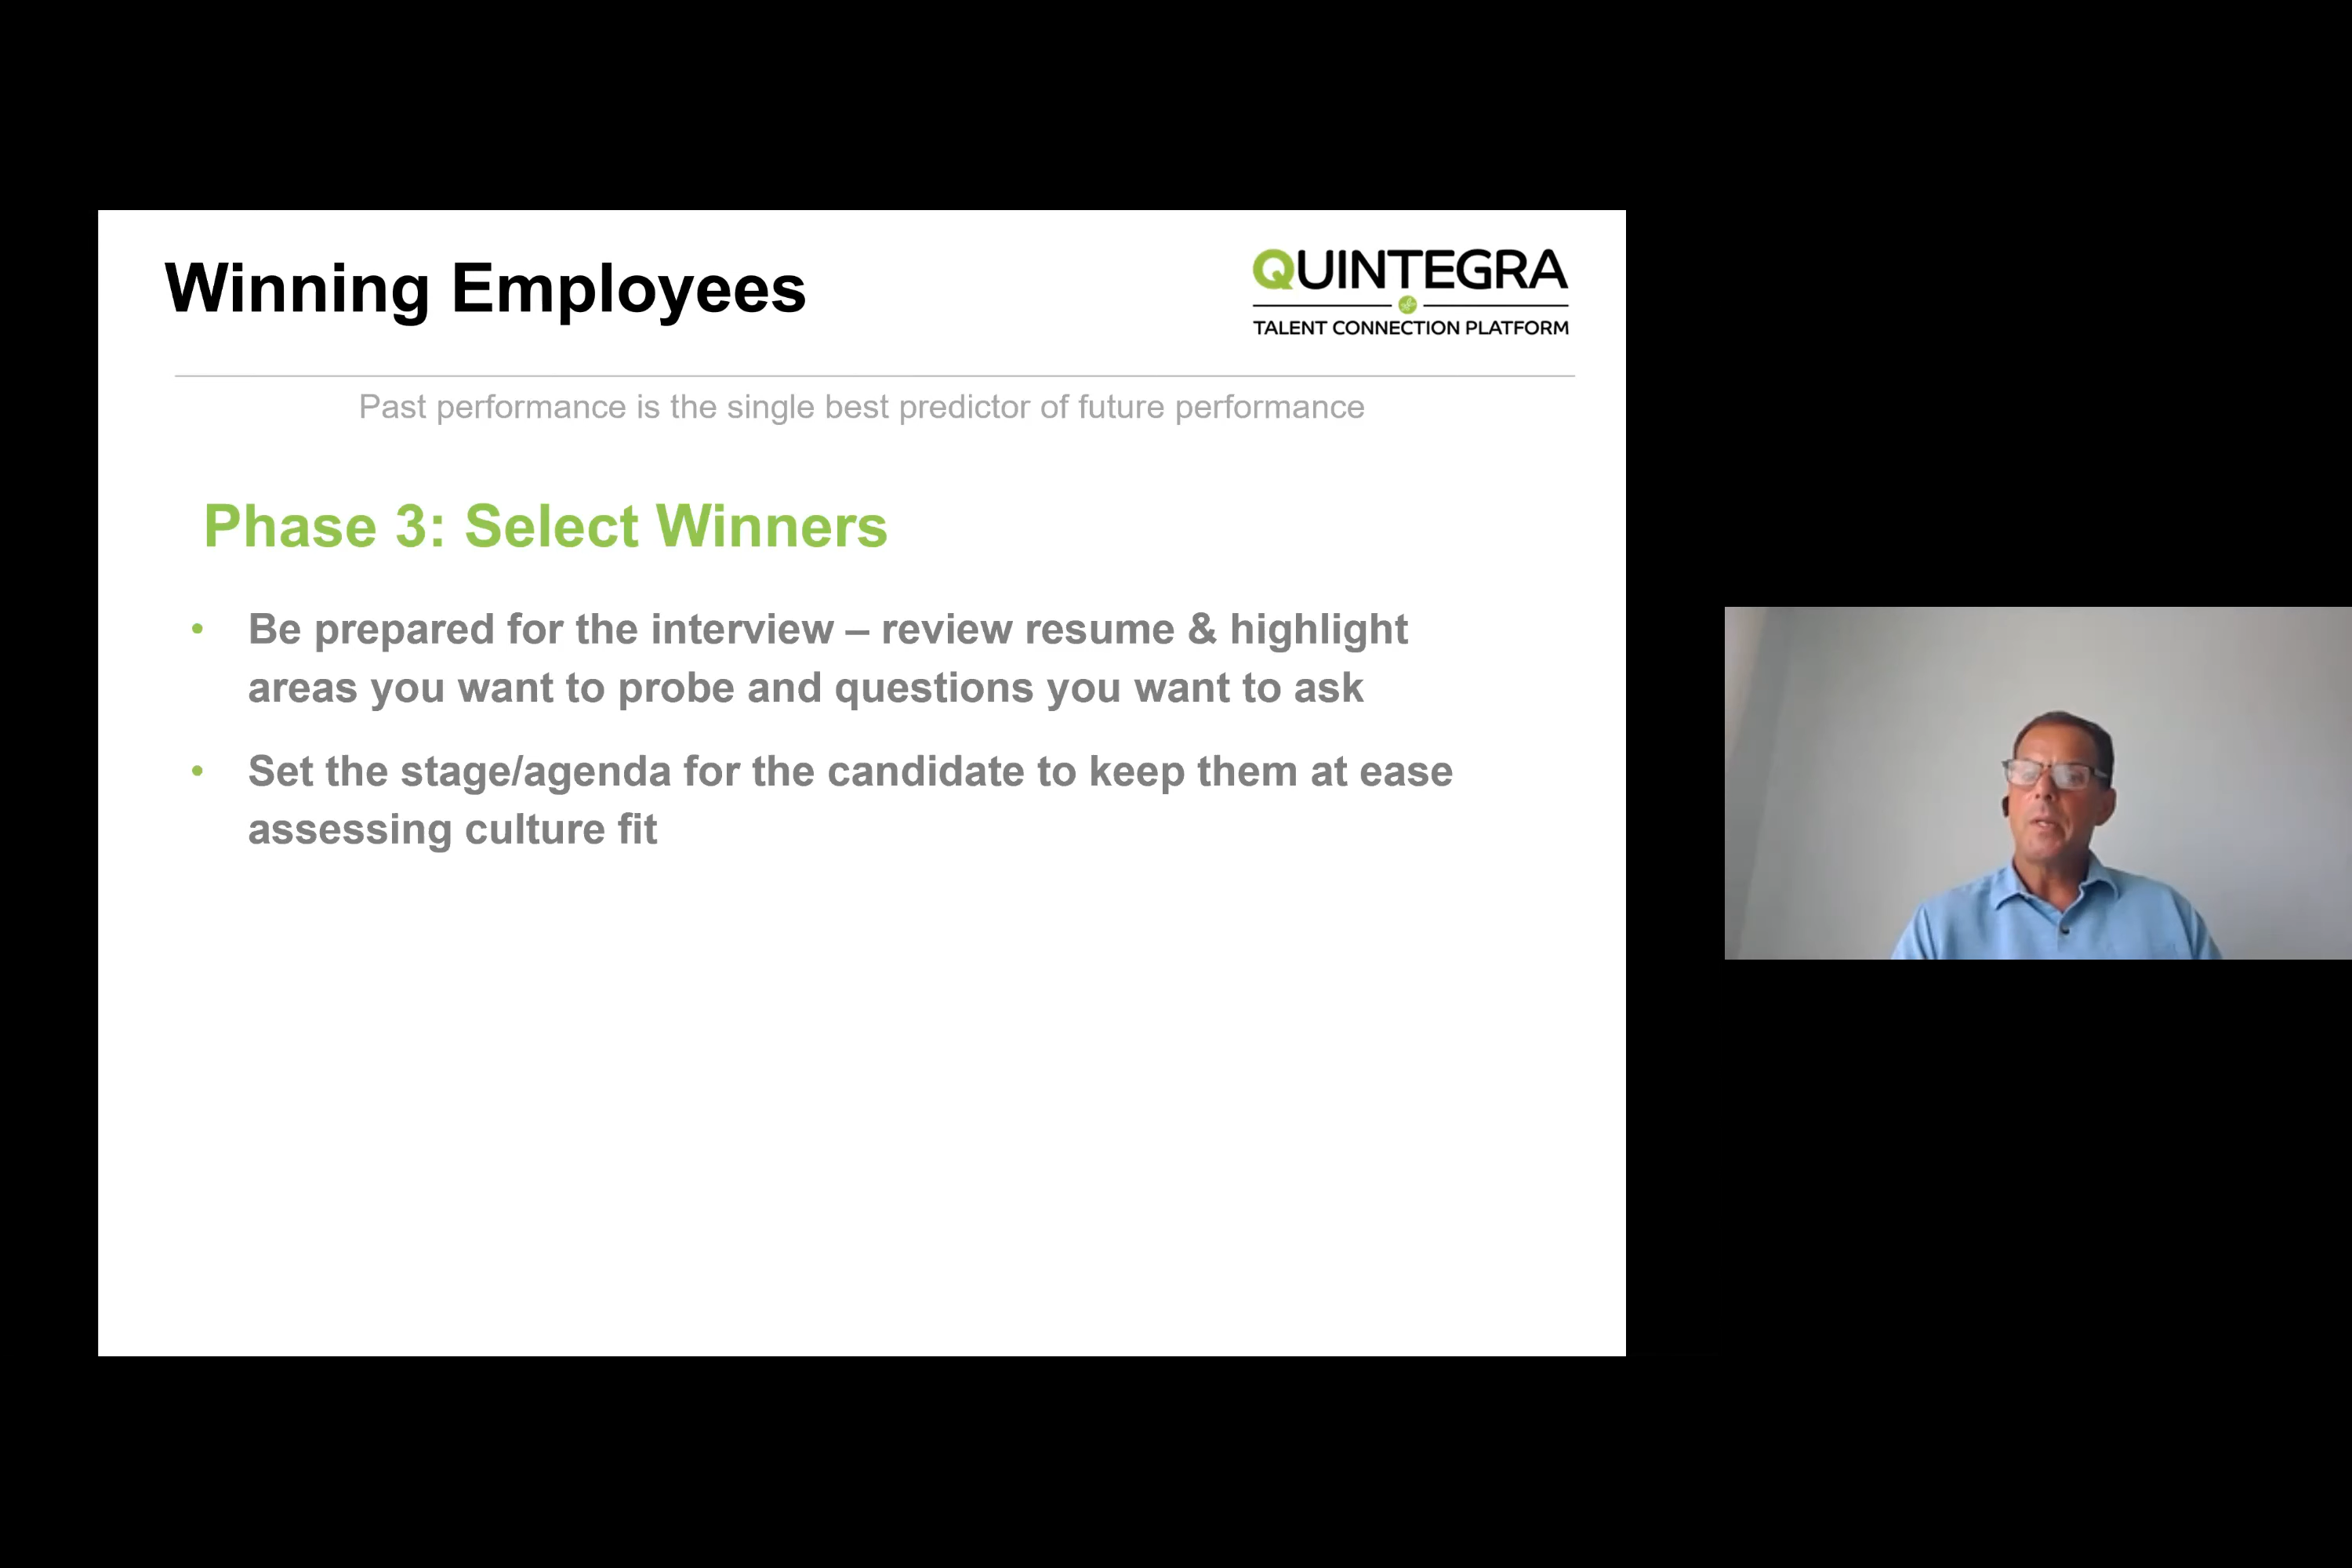 Winning Employees
QUINTEGRA
TALENT CONNECTION PLATFORM
Past performance is the single best predictor of future performance
Phase 3: Select Winners
• Be prepared for the interview – review resume & highlight
areas you want to probe and questions you want to ask
• Set the stage/agenda for the candidate to keep them at ease
assessing culture fit